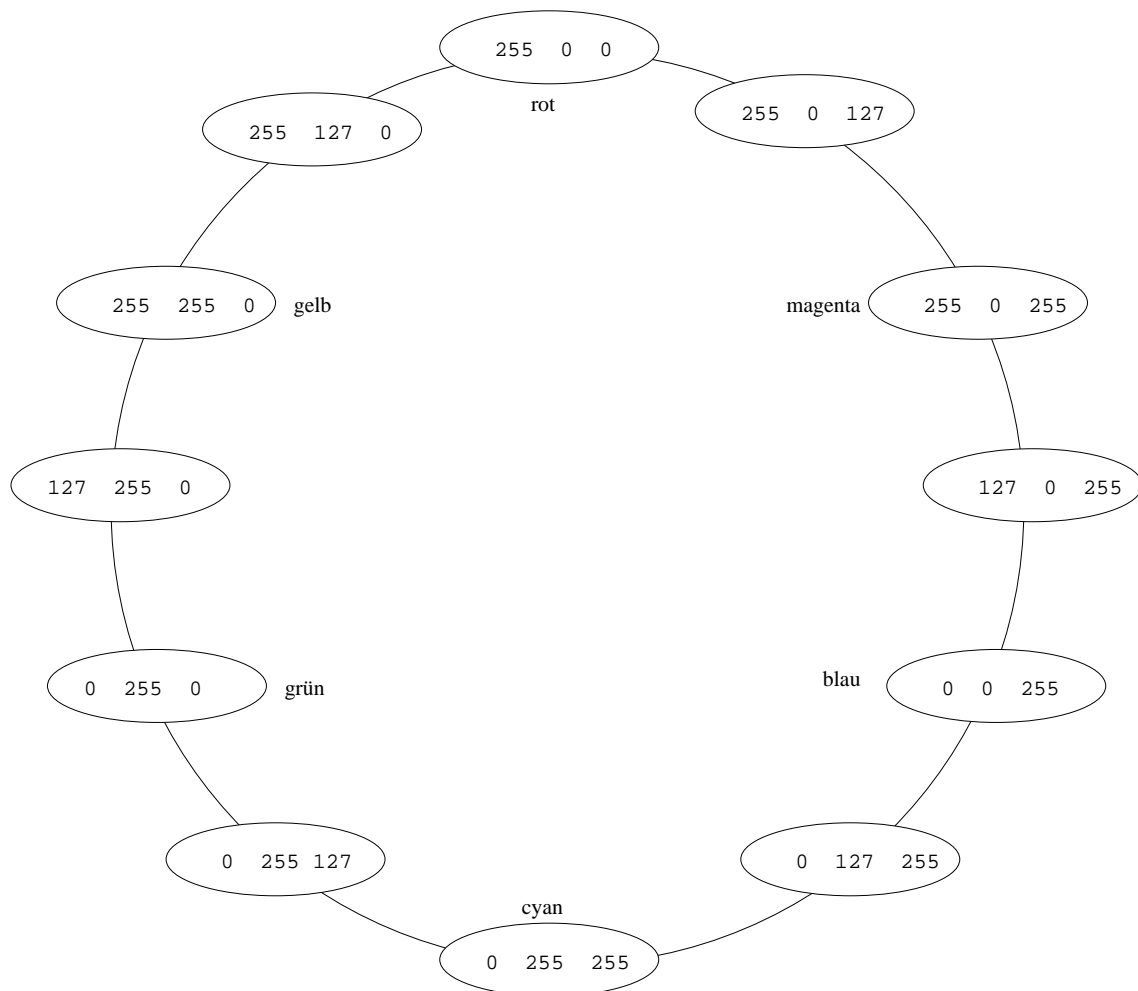 255 0 0
rot
255 0 127
255 127 0
255 255 0 gelb
magenta 255 0 255
127 255 0
127 0 255
0 255 0 grün
blau 0 0 255
0 255 127
0 127 255
cyan
0 255 255